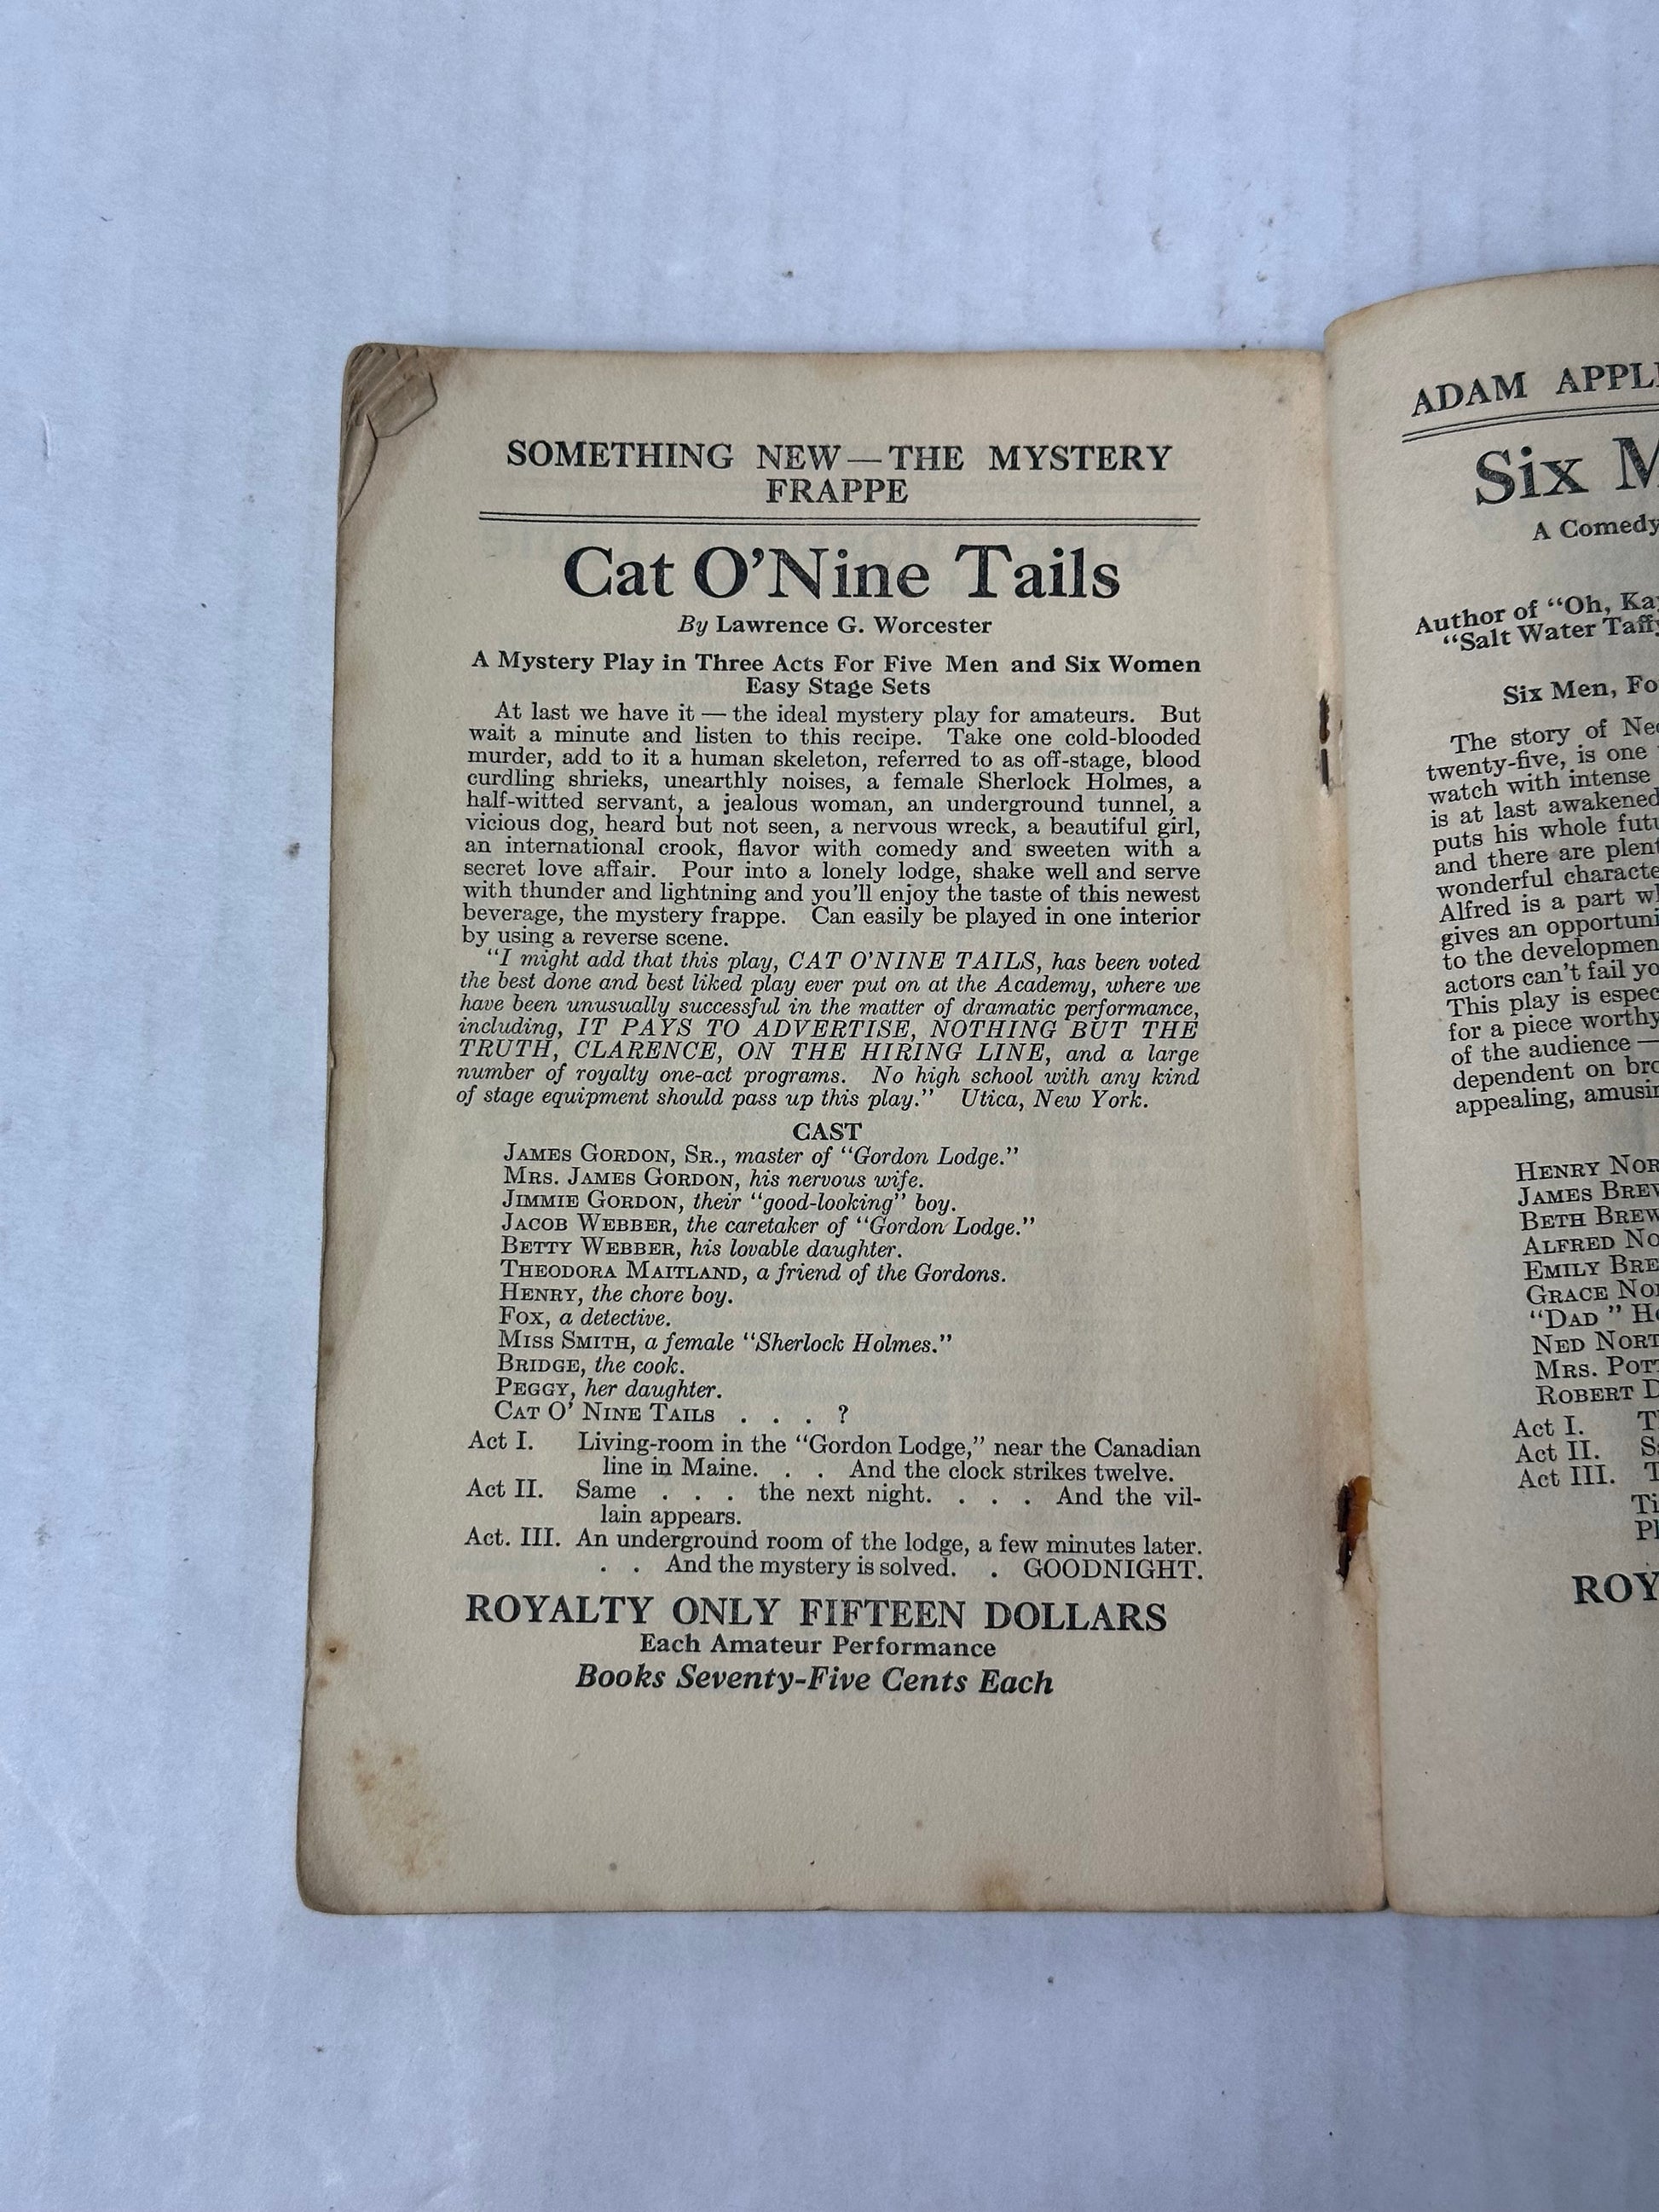 SOMETHING NEW — THE MYSTERY
FRAPPE
Cat O'Nine Tails
By Lawrence G. Worcester
A Mystery Play in Three Acts For Five Men and Six Women
Easy Stage Sets
At last we have it — the ideal mystery play for amateurs. But
wait a minute and listen to this recipe. Take one cold-blooded
murder, add to it a human skeleton, referred to as off-stage, blood
curdling shrieks, unearthly noises, a female Sherlock Holmes, a
half-witted servant, a jealous woman, an underground tunnel, a
vicious dog, heard but not seen, a nervous wreck, a beautiful girl,
an international crook, flavor with comedy and sweeten with a
secret love affair. Pour into a lonely lodge, shake well and serve
with thunder and lightning and you'll enjoy the taste of this newest
beverage, the mystery frappe. Can easily be played in one interior
by using a reverse scene.
"I might add that this play, CAT O'NINE TAILS, has been voted
the best done and best liked play ever put on at the Academy, where we
have been unusually successful in the matter of dramatic performance,
including, IT PAYS TO ADVERTISE, NOTHING BUT THE
TRUTH, CLARENCE, ON THE HIRING LINE, and a large
number of royalty one-act programs. No high school with any kind
of stage equipment should pass up this play." Utica, New York.
CAST
JAMES GORDON, SR., master of "Gordon Lodge."
MRS. JAMES GORDON, his nervous wife.
JIMMIE GORDON, their "good-looking" boy.
JACOB WEBBER, the caretaker of "Gordon Lodge."
BETTY WEBBER, his lovable daughter.
THEODORA MAITLAND, a friend of the Gordons.
HENRY, the chore boy.
FOX, a detective.
MISS SMITH, a female "Sherlock Holmes."
BRIDGE, the cook.
PEGGY, her daughter.
CAT O' NINE TAILS . . . ?
Act I. Living-room in the "Gordon Lodge," near the Canadian
line in Maine. . . And the clock strikes twelve.
Act II. Same . . . the next night. . . . And the vil-
lain appears.
Act. III. An underground room of the lodge, a few minutes later.
. . And the mystery is solved. . GOODNIGHT.
ROYALTY ONLY FIFTEEN DOLLARS
Each Amateur Performance
Books Seventy-Five Cents Each
ADAM
Six
A Comedy
Author of "Oh,
"Salt Water
Six Men,
The story of
twenty-five, is one
watch with intense
is at last awakened
puts his whole
and there are
wonderful
Alfred is a part
gives an
to the
actors can't fail
This play is
for a piece worthy
of the audience —
dependent on
appealing,
HENRY
JAMES
BETH
ALFRED
EMILY
GRACE
"DAD"
NED
MRS.
ROBERT
Act I.
Act II.
Act III.